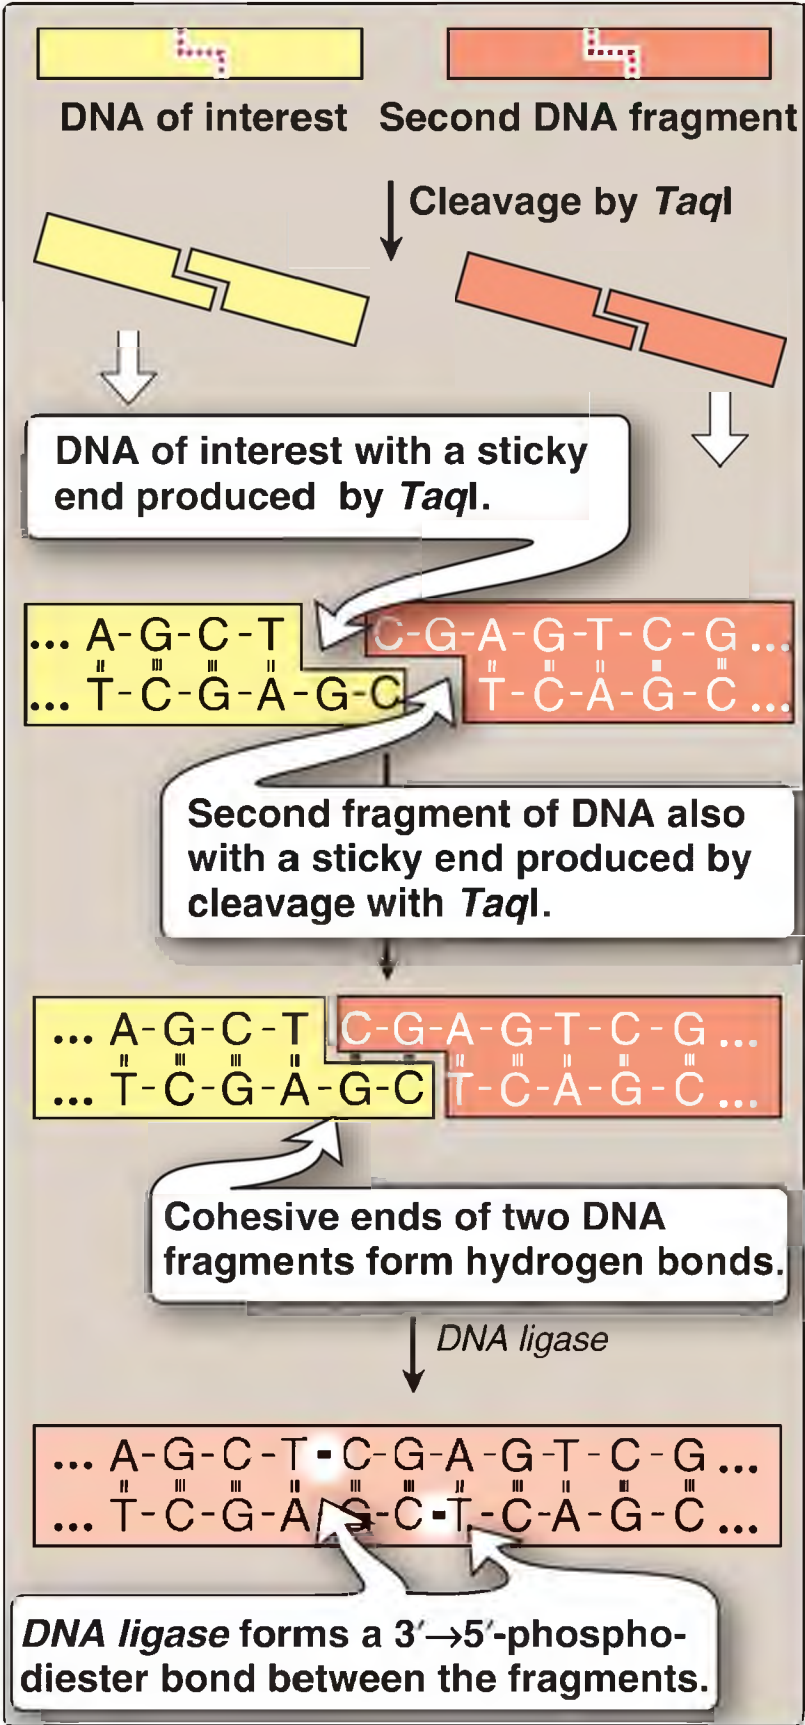 DNA of interest Second DNA fragment
Cleavage by TaqI
DNA of interest with a sticky
end produced by TaqI.
... A-G-C-T C-G-A-G-T-C-G...
... T-C-G-A-G-C T-C-A-G-C...
Second fragment of DNA also
with a sticky end produced by
cleavage with TaqI.
... A-G-C-T C-G-A-G-T-C-G...
... T-C-G-A-G-C T-C-A-G-C...
Cohesive ends of two DNA
fragments form hydrogen bonds.
DNA ligase
... A-G-C-T-C-G-A-G-T-C-G...
... T-C-G-A-G-C-T-C-A-G-C...
DNA ligase forms a 3′→5′-phospho-
diester bond between the fragments.